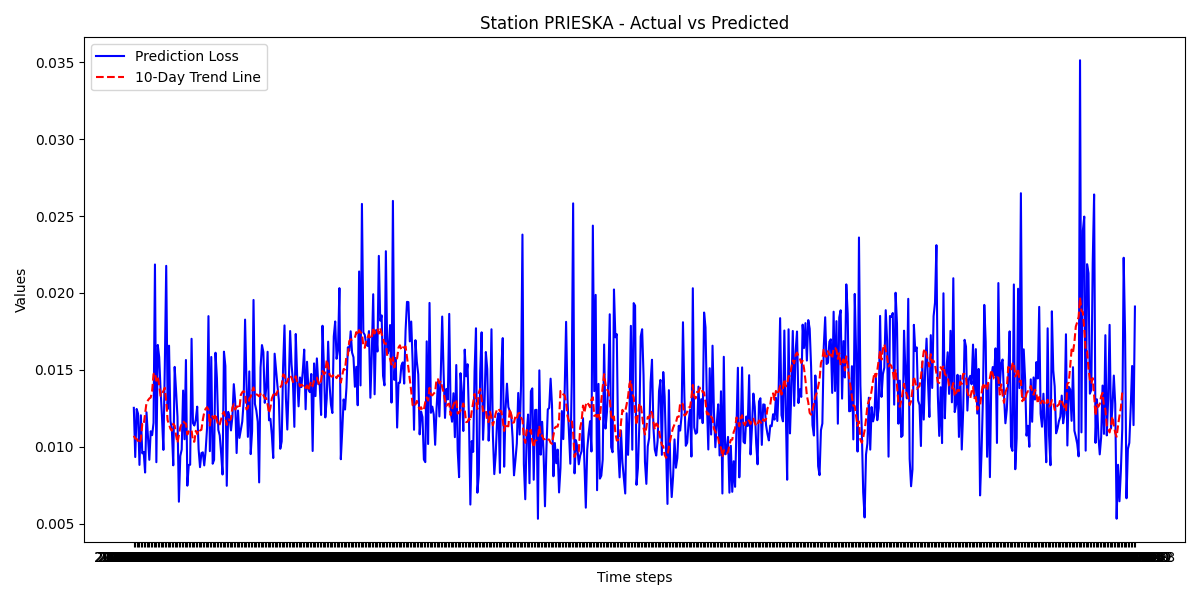 Station PRIESKA - Actual vs Predicted
Prediction Loss
10-Day Trend Line
Values
0.035
0.030
0.025
0.020
0.015
0.010
0.005
Time steps